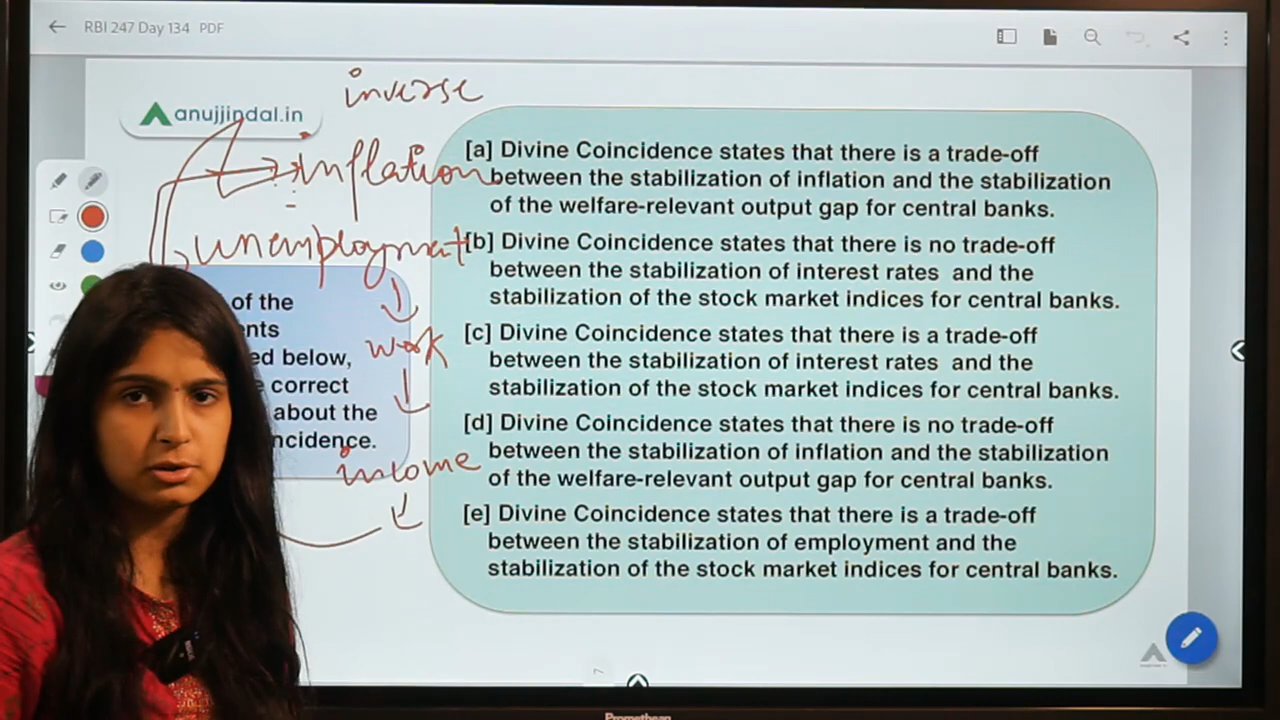 RBI 247 Day 134 PDF
inverse
anujjindal.in
inflation
unemployment
of the
ents
ed below,
correct
about the
ncidence.
work
income
[a] Divine Coincidence states that there is a trade-off
between the stabilization of inflation and the stabilization
of the welfare-relevant output gap for central banks.
[b] Divine Coincidence states that there is no trade-off
between the stabilization of interest rates and the
stabilization of the stock market indices for central banks.
[c] Divine Coincidence states that there is a trade-off
between the stabilization of interest rates and the
stabilization of the stock market indices for central banks.
[d] Divine Coincidence states that there is no trade-off
between the stabilization of inflation and the stabilization
of the welfare-relevant output gap for central banks.
[e] Divine Coincidence states that there is a trade-off
between the stabilization of employment and the
stabilization of the stock market indices for central banks.
Promethean